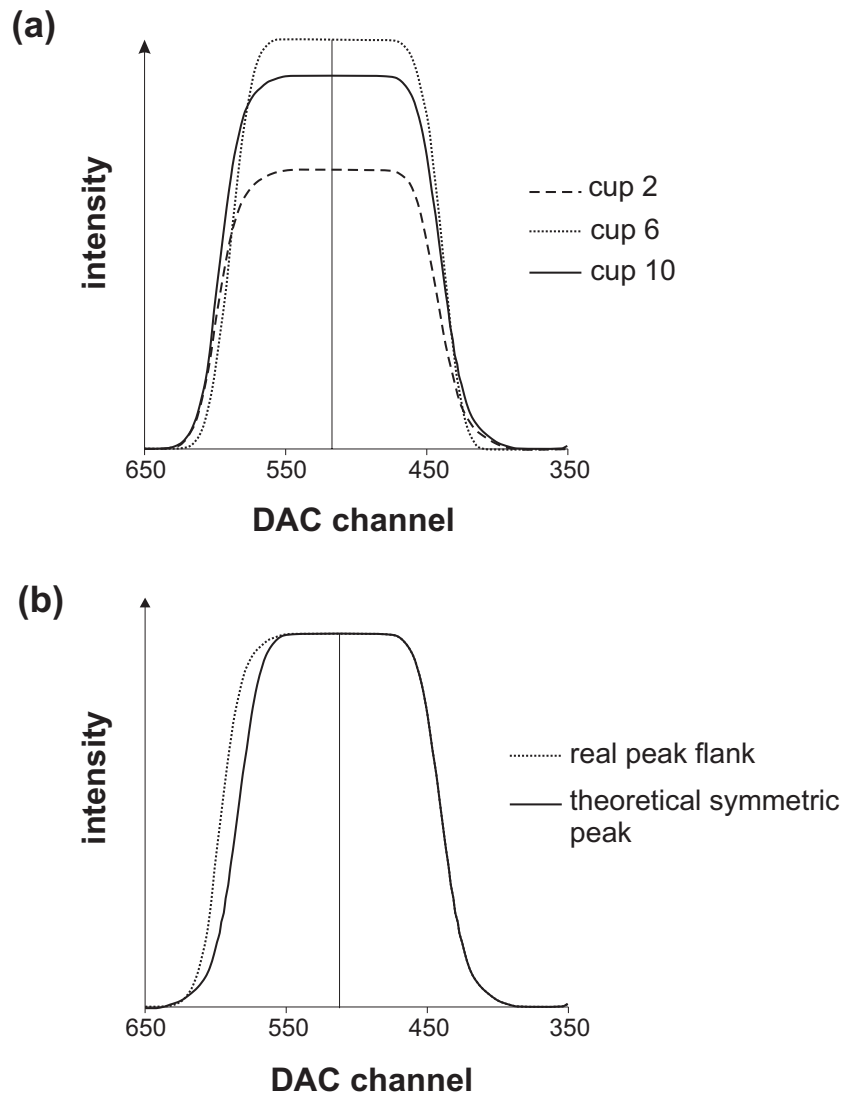 (a)
intensity
cup 2
cup 6
cup 10
650 550 450 350
DAC channel
(b)
intensity
real peak flank
theoretical symmetric
peak
650 550 450 350
DAC channel